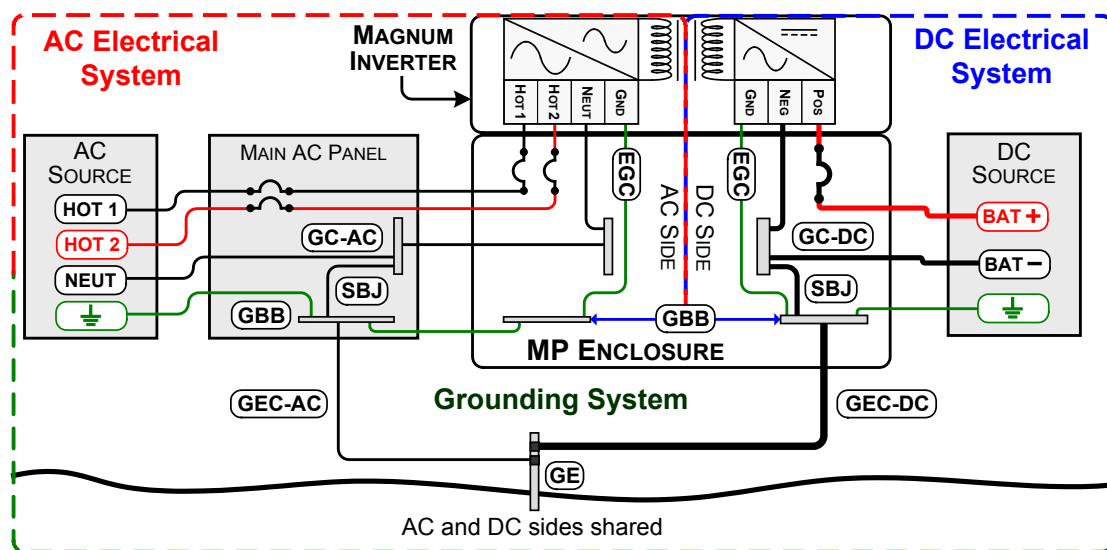 AC Electrical
System
MAGNUM
INVERTER
DC Electrical
System
HOT 1
HOT 2
NEUT
GND
GND
NEG
POS
AC
SOURCE
HOT 1
HOT 2
NEUT
MAIN AC PANEL
GC-AC
SBJ
GBB
EGC
AC SIDE
DC SIDE
EGC
GC-DC
SBJ
GBB
MP ENCLOSURE
DC
SOURCE
BAT +
BAT −
GEC-AC
Grounding System
GEC-DC
GE
AC and DC sides shared